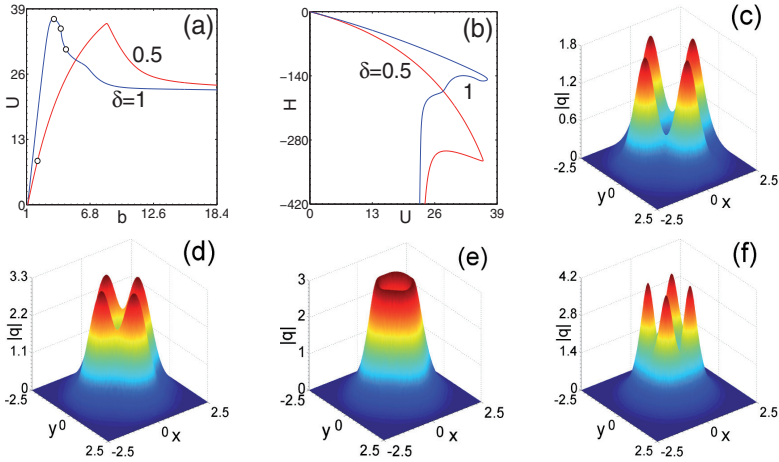 (a)
U
39
26
13
0
0.5
δ=1
1
6.8
b
12.6
18.4
(b)
H
0
−140
−280
−420
δ=0.5
1
0
13
U
26
39
(c)
|q|
1.8
1.2
0.6
0
-2.5
y
0
2.5
-2.5
0
x
2.5
(d)
|q|
3.3
2.2
1.1
0
-2.5
y
0
2.5
-2.5
0
x
2.5
(e)
|q|
3
2
1
0
-2.5
y
0
2.5
-2.5
0
x
2.5
(f)
|q|
4.2
2.8
1.4
0
-2.5
y
0
2.5
-2.5
0
x
2.5